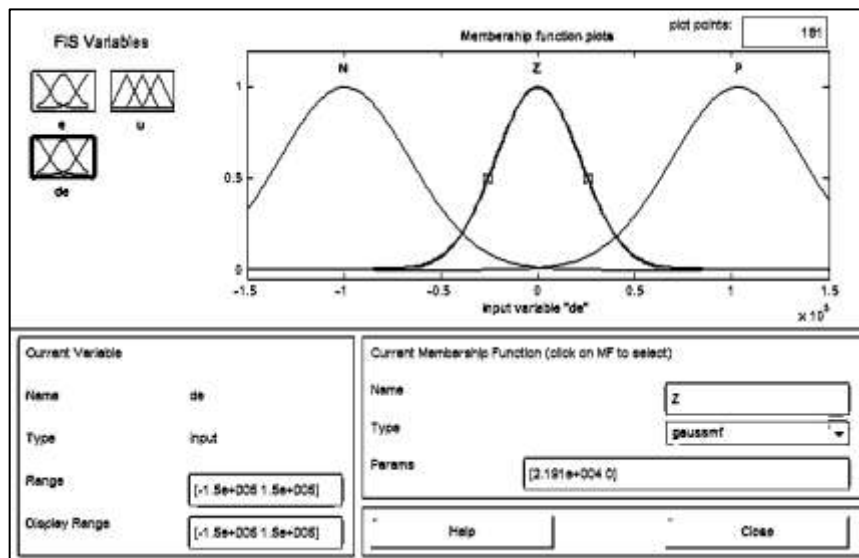 FIS Variables
e
u
de
Membership function plots
plot points:
181
N
Z
P
1
0.5
0
-1.5
-1
-0.5
0
0.5
1
1.5
input variable "de"
× 10
Current Variable
Name
de
Type
input
Range
[-1.5e+005 1.5e+005]
Display Range
[-1.5e+005 1.5e+005]
Current Membership Function (click on MF to select)
Name
Z
Type
gaussmf
Params
[2.191e+004 0]
Help
Close